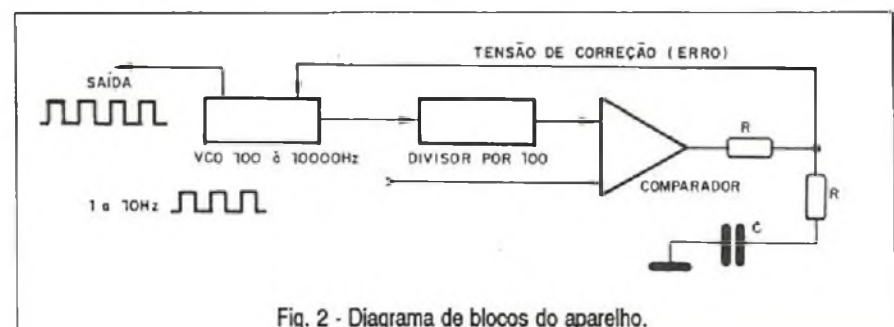 TENSÃO DE CORREÇÃO (ERRO)
SAÍDA
VCO 100 à 10000Hz
DIVISOR POR 100
COMPARADOR
R
R
C
1 a 10Hz
Fig. 2 - Diagrama de blocos do aparelho.